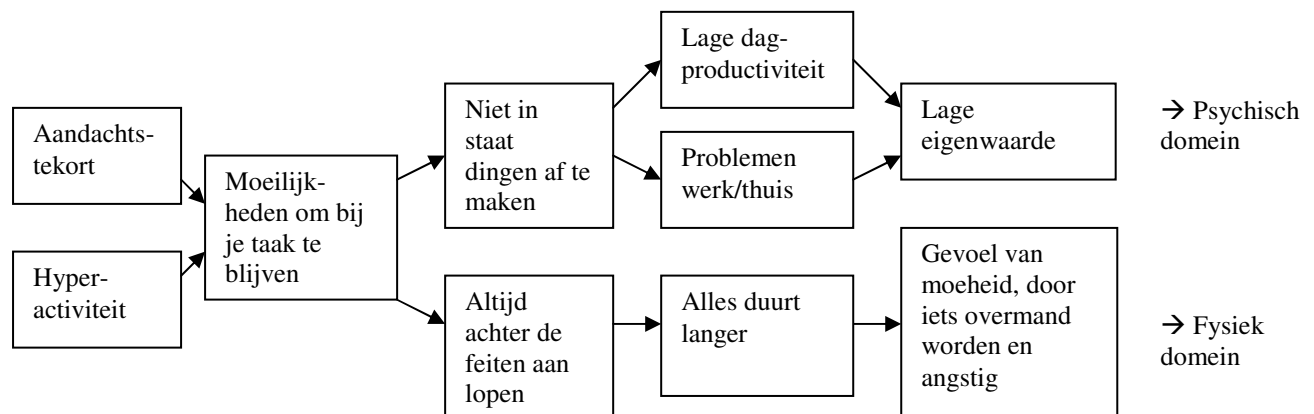 Aandachts-
tekort
Hyper-
activiteit
Moeilijk-
heden om bij
je taak te
blijven
Niet in
staat
dingen af te
maken
Altijd
achter de
feiten aan
lopen
Lage dag-
productiviteit
Problemen
werk/thuis
Alles duurt
langer
Lage
eigenwaarde
Gevoel van
moeheid, door
iets overmand
worden en
angstig
→ Psychisch
domein
→ Fysiek
domein